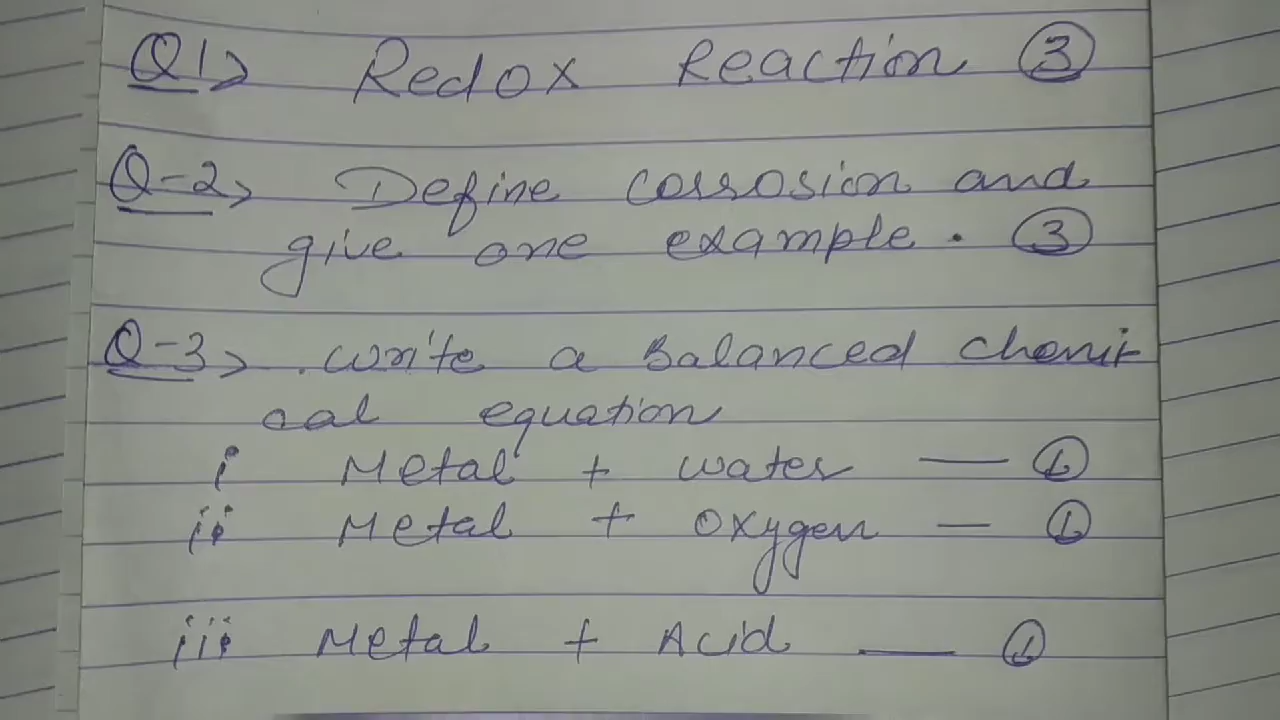 Q1> Redox Reaction ③
Q-2> Define corrosion and
give one example. ③
Q-3> . write a Balanced chemi
cal equation
i Metal + water — ①
ii Metal + Oxygen — ①
iii Metal + Acid — ①